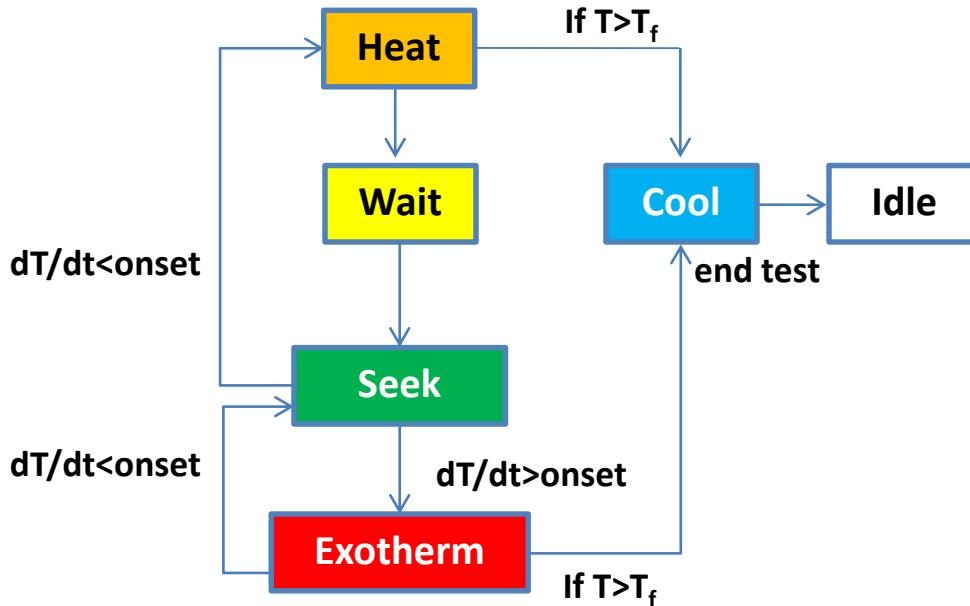 If T>Tf
Heat
Wait
Cool
Idle
dT/dt<onset
end test
Seek
dT/dt<onset
dT/dt>onset
Exotherm
If T>Tf